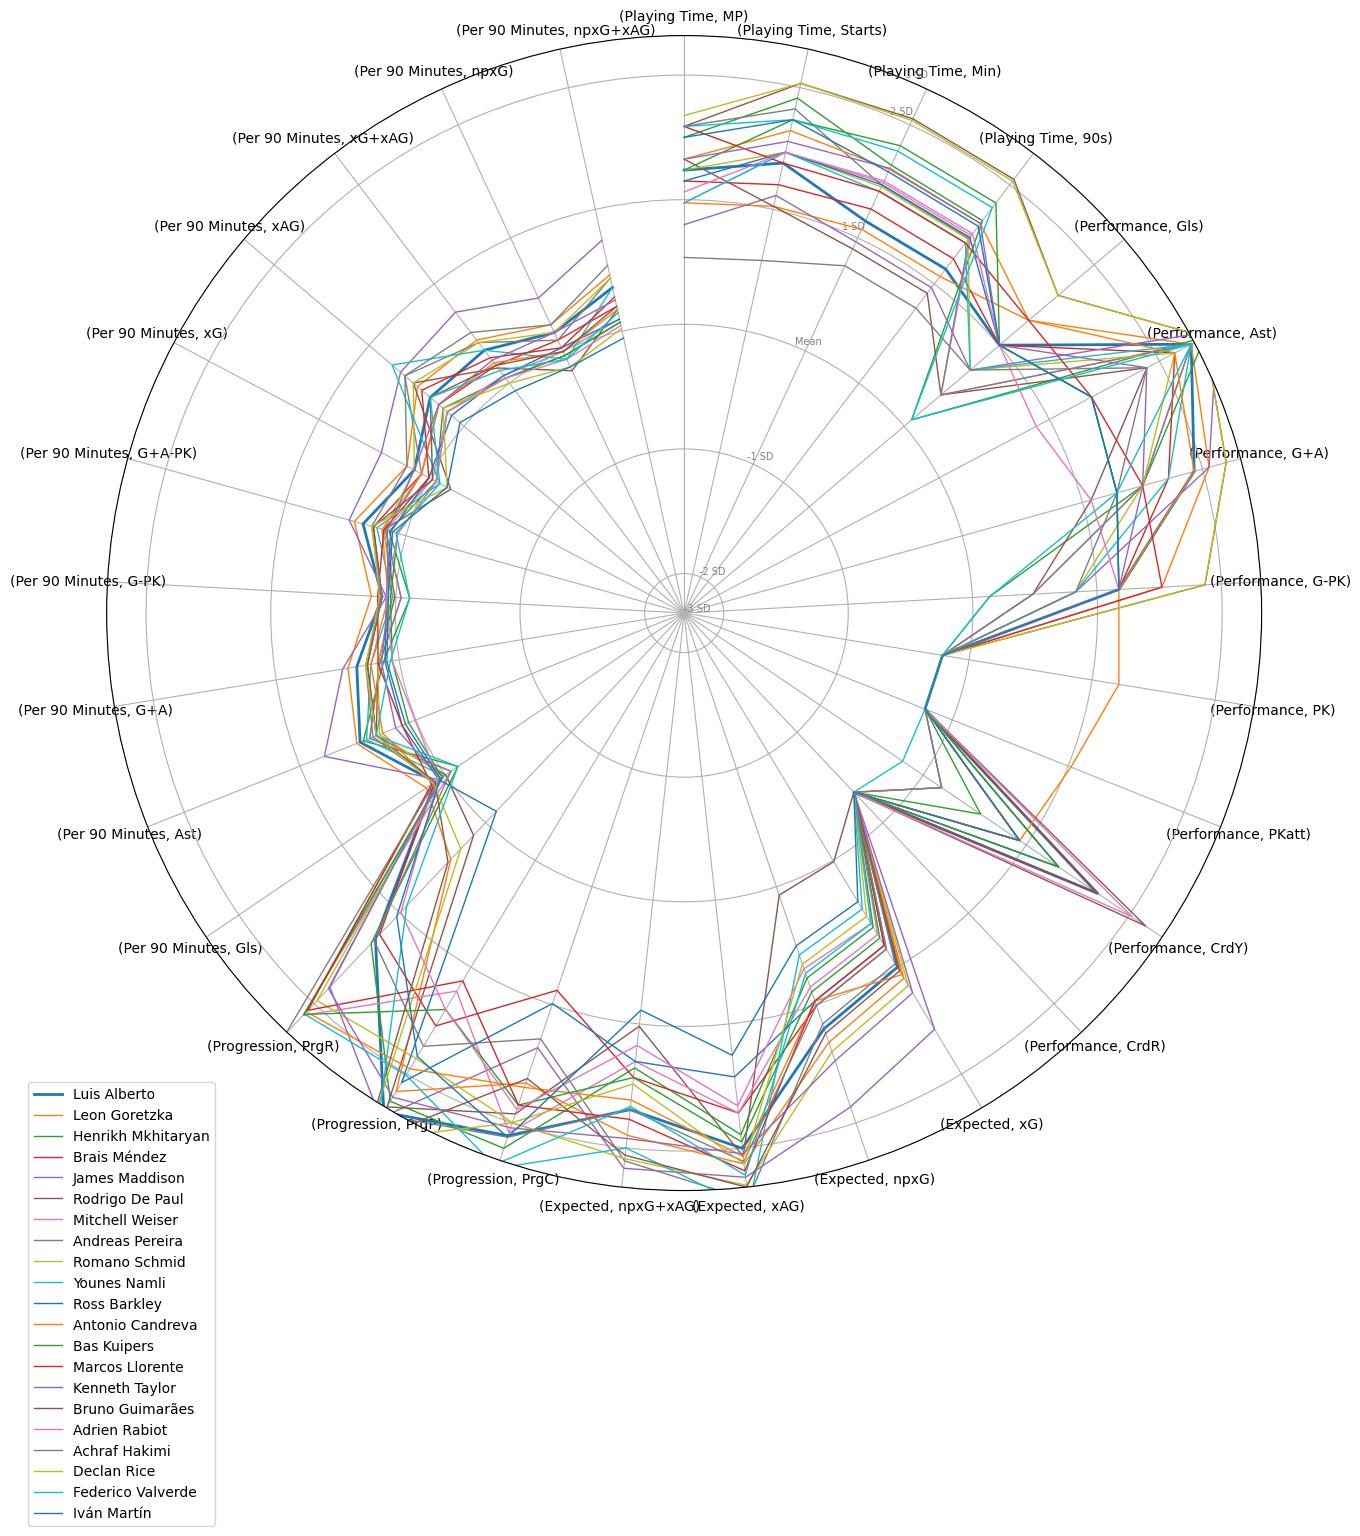 (Playing Time, MP)
(Per 90 Minutes, npxG+xAG)
(Playing Time, Starts)
(Per 90 Minutes, npxG)
(Playing Time, Min)
3 SD
2 SD
(Per 90 Minutes, xG+xAG)
(Playing Time, 90s)
(Per 90 Minutes, xAG)
1 SD
(Performance, Gls)
(Per 90 Minutes, xG)
Mean
(Performance, Ast)
(Per 90 Minutes, G+A-PK)
-1 SD
(Performance, G+A)
(Per 90 Minutes, G-PK)
-2 SD
(Performance, G-PK)
-3 SD
(Per 90 Minutes, G+A)
(Performance, PK)
(Per 90 Minutes, Ast)
(Performance, PKatt)
(Per 90 Minutes, Gls)
(Performance, CrdY)
(Progression, PrgR)
(Performance, CrdR)
(Progression, PrgP)
(Expected, xG)
(Progression, PrgC)
(Expected, npxG)
(Expected, npxG+xAG)
(Expected, xAG)
Luis Alberto
Leon Goretzka
Henrikh Mkhitaryan
Brais Méndez
James Maddison
Rodrigo De Paul
Mitchell Weiser
Andreas Pereira
Romano Schmid
Younes Namli
Ross Barkley
Antonio Candreva
Bas Kuipers
Marcos Llorente
Kenneth Taylor
Bruno Guimarães
Adrien Rabiot
Achraf Hakimi
Declan Rice
Federico Valverde
Iván Martín